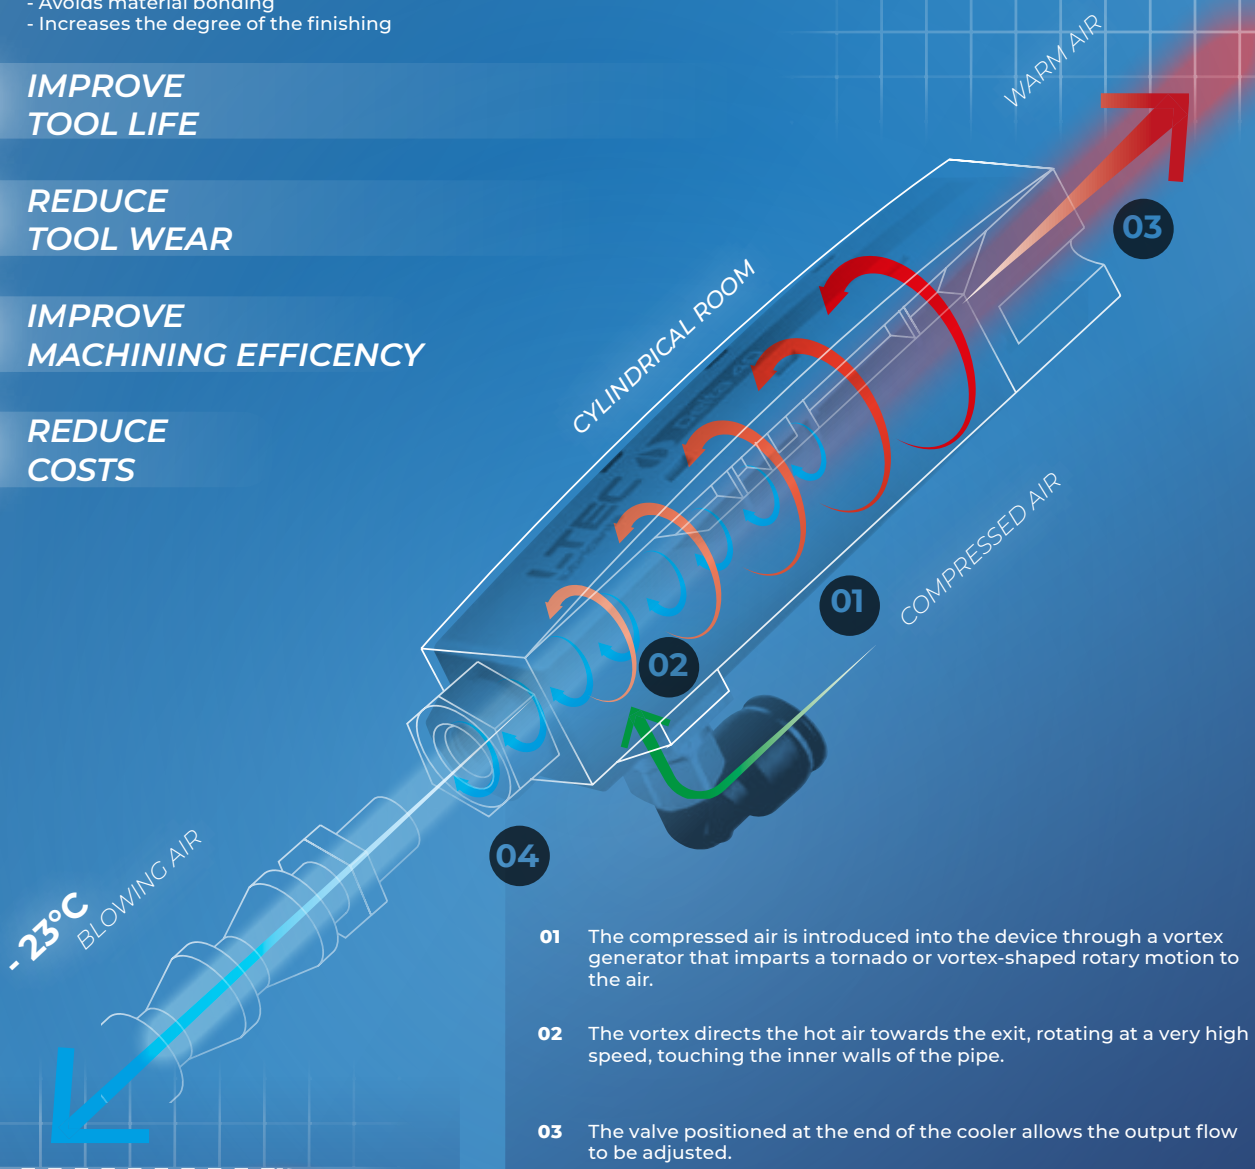 - Avoids material bonding
- Increases the degree of the finishing
IMPROVE
TOOL LIFE
REDUCE
TOOL WEAR
IMPROVE
MACHINING EFFICENCY
REDUCE
COSTS
WARM AIR
03
CYLINDRICAL ROOM
I-TEC
COMPRESSED AIR
01
02
04
BLOWING AIR
- 23°C
01 The compressed air is introduced into the device through a vortex
generator that imparts a tornado or vortex-shaped rotary motion to
the air.
02 The vortex directs the hot air towards the exit, rotating at a very high
speed, touching the inner walls of the pipe.
03 The valve positioned at the end of the cooler allows the output flow
to be adjusted.